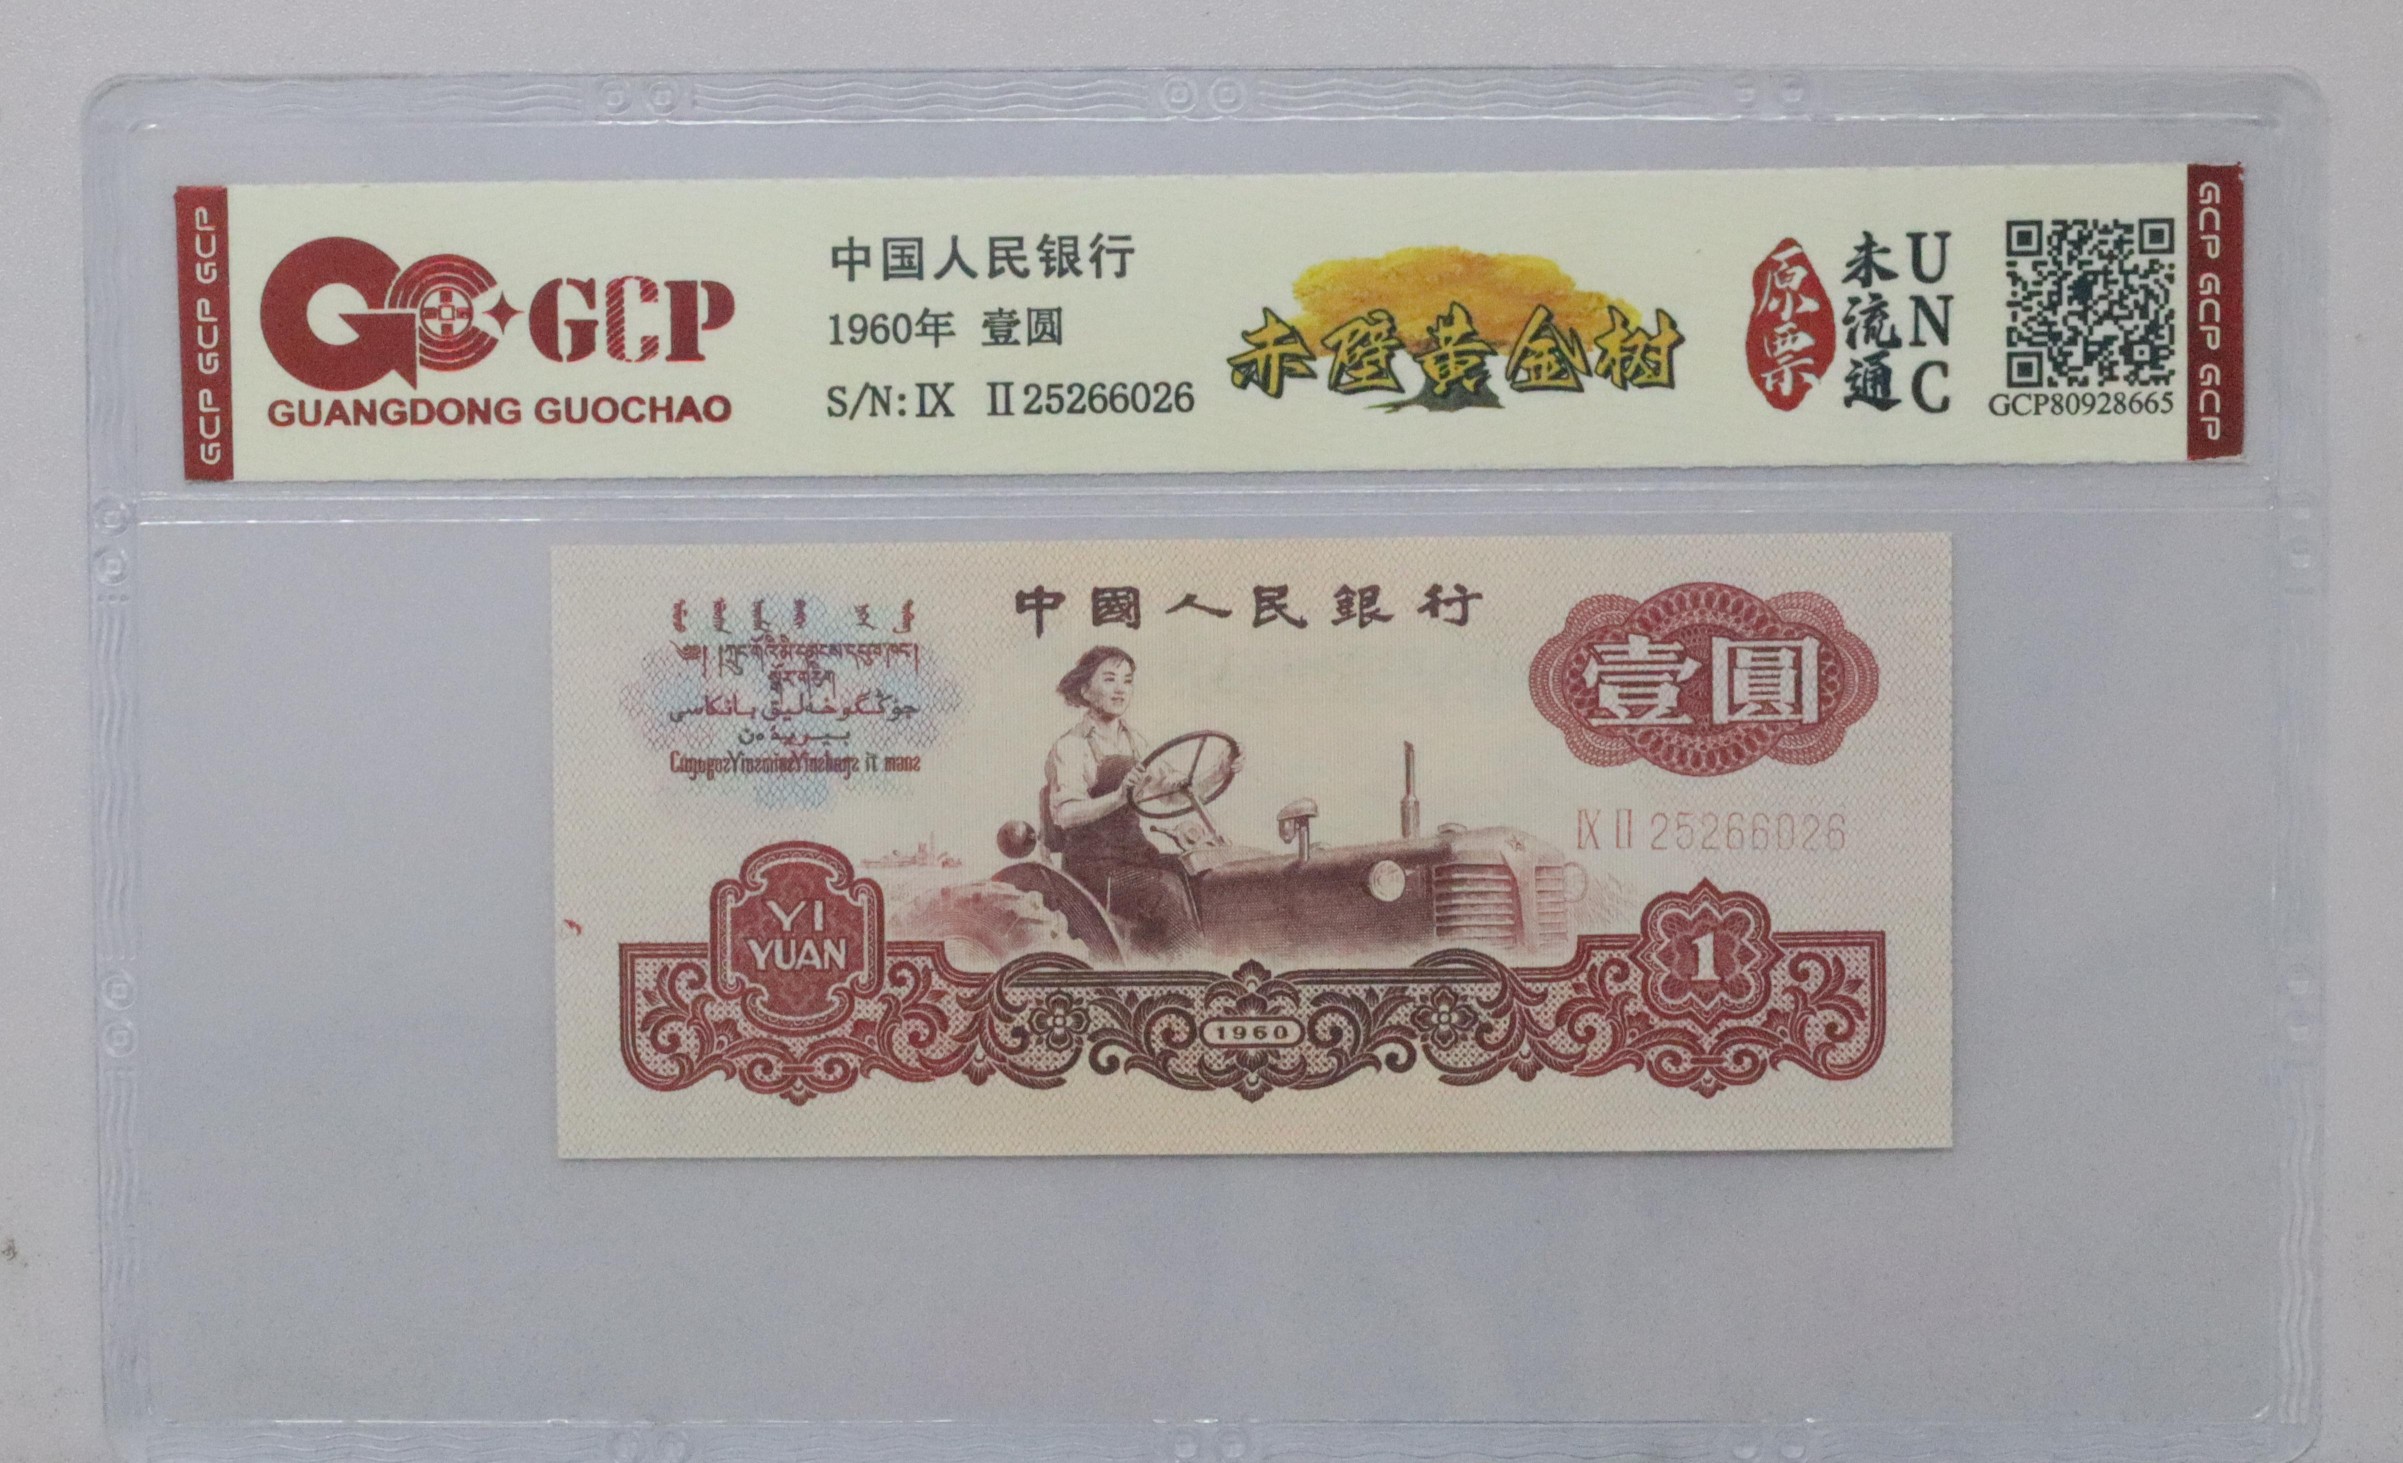 GCP GCP GCP
GCP
GUANGDONG GUOCHAO
中国人民银行
1960年 壹圆
S/N: IX II 25266026
赤壁黄金树
原票
未流通
UNC
GCP80928665
GCP GCP GCP
中國人民銀行
壹圓
IX II 25266026
YI
YUAN
1960
1